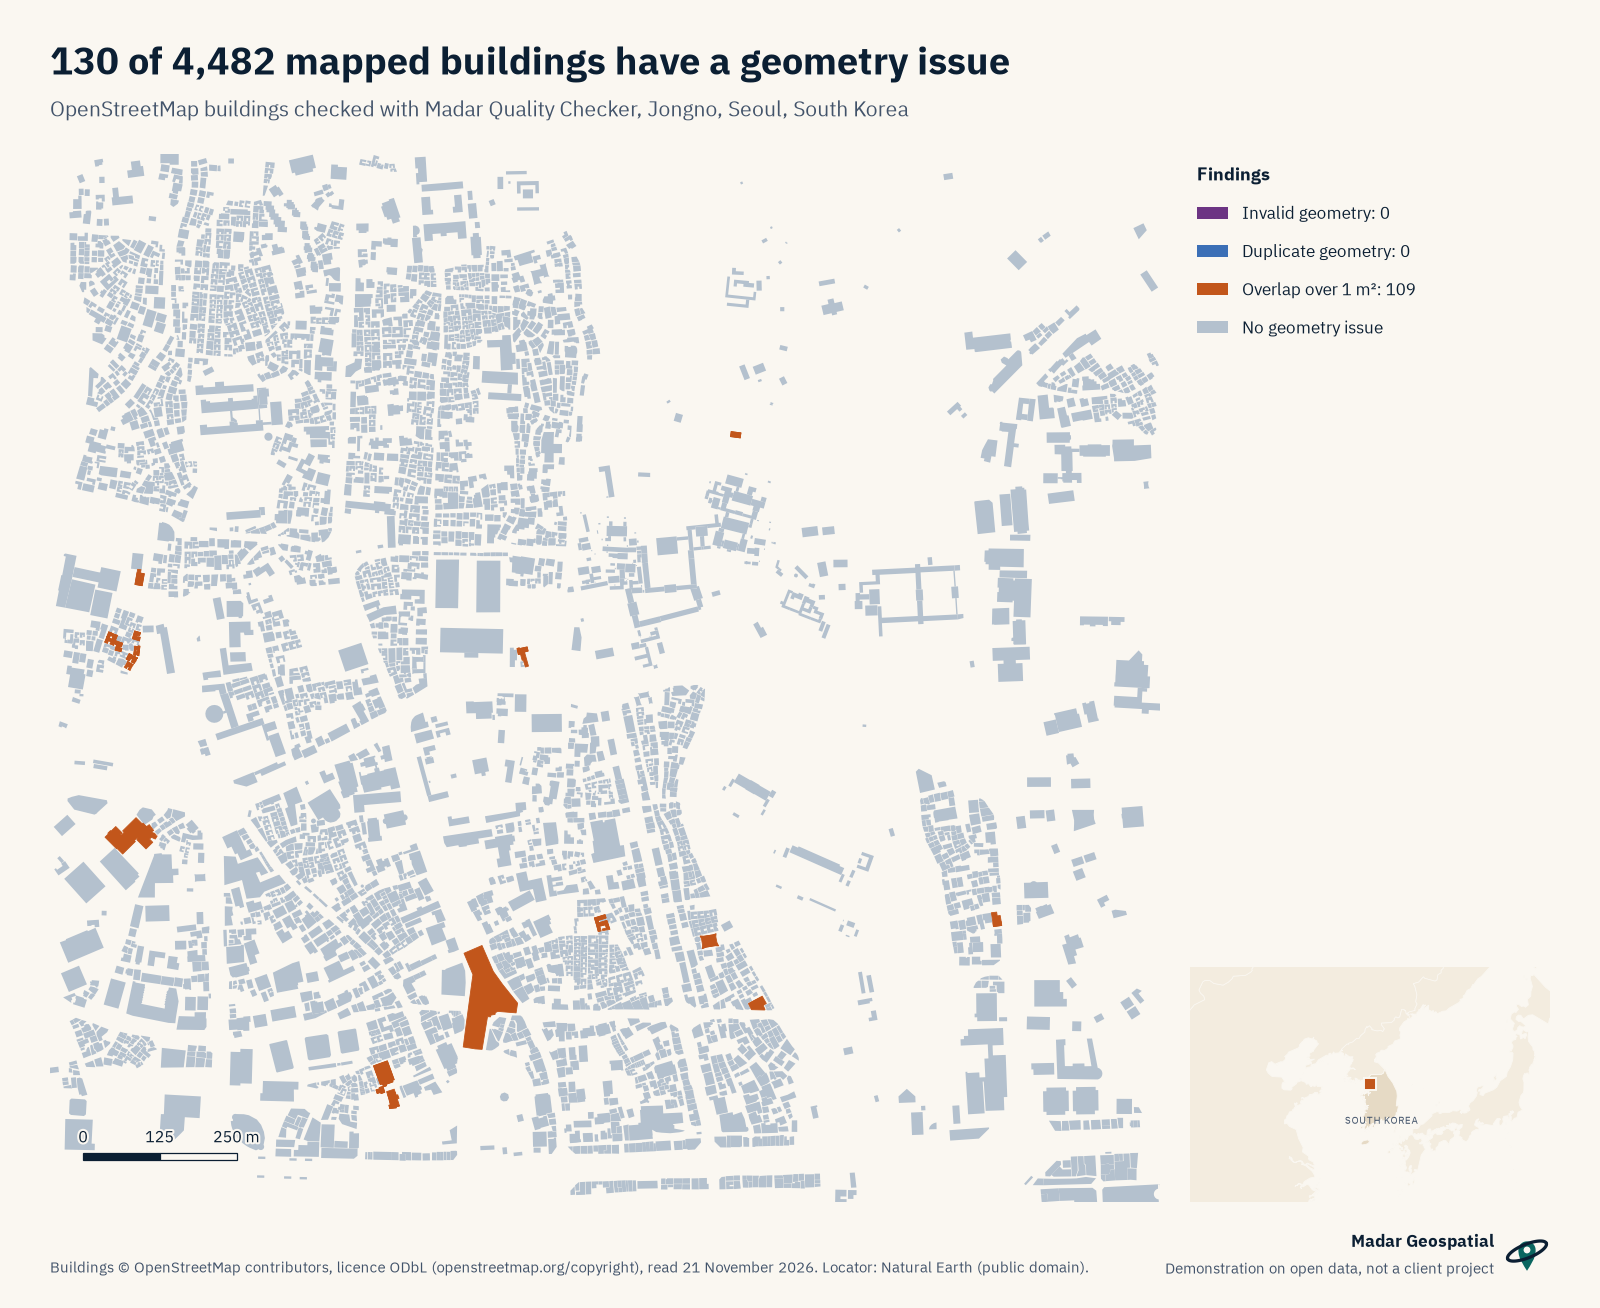 130 of 4,482 mapped buildings have a geometry issue
OpenStreetMap buildings checked with Madar Quality Checker, Jongno, Seoul, South Korea
Findings
Invalid geometry: 0
Duplicate geometry: 0
Overlap over 1 m²: 109
No geometry issue
SOUTH KOREA
0 125 250 m
Madar Geospatial
Buildings © OpenStreetMap contributors, licence ODbL (openstreetmap.org/copyright), read 21 November 2026. Locator: Natural Earth (public domain).
Demonstration on open data, not a client project